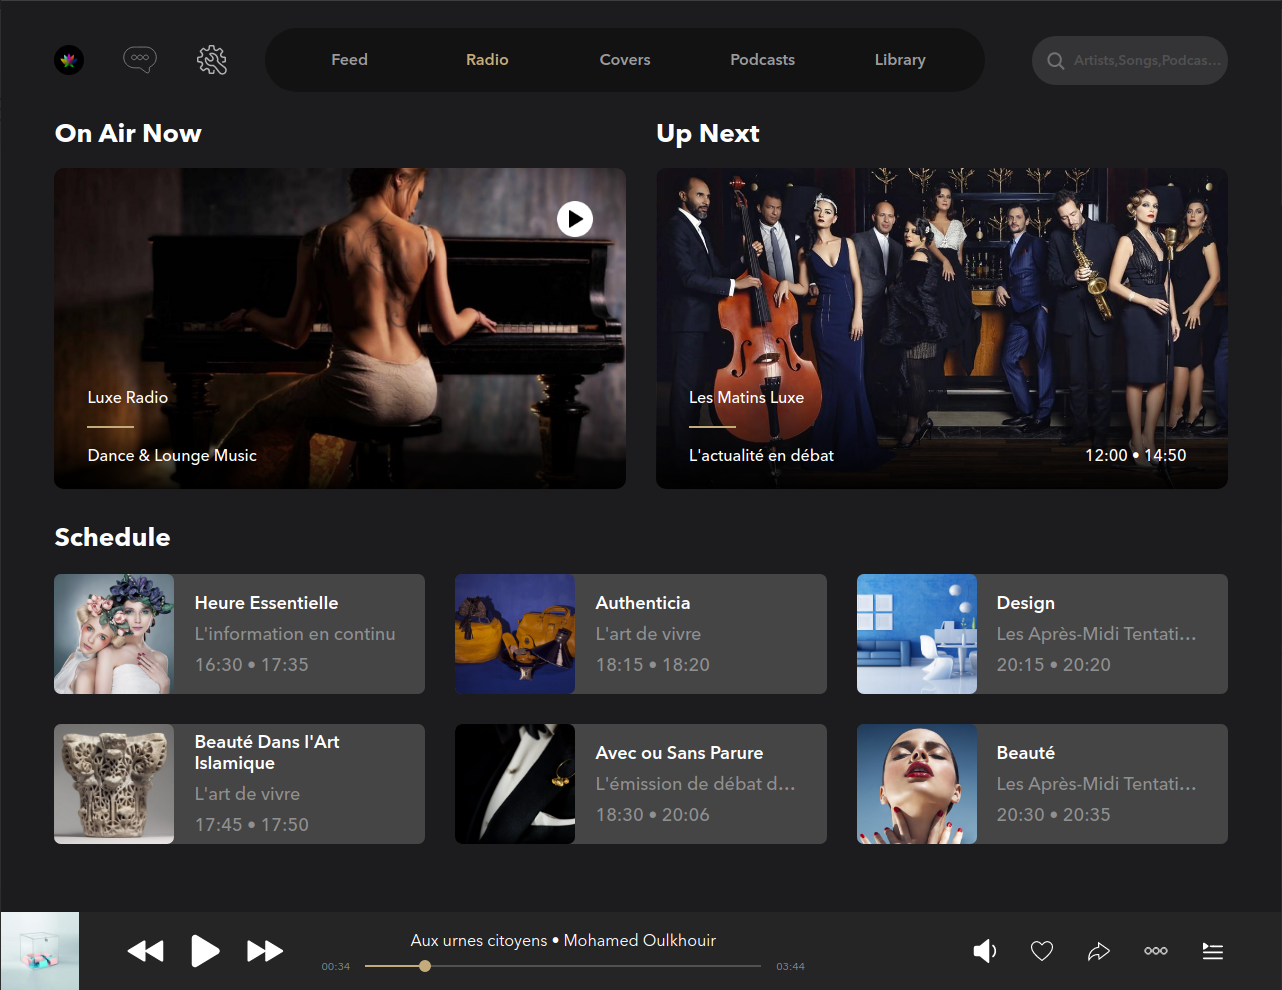 Feed
Radio
Covers
Podcasts
Library
Artists,Songs,Podcas...
On Air Now
Up Next
Luxe Radio
Dance & Lounge Music
Les Matins Luxe
L'actualité en débat
12:00 • 14:50
Schedule
Heure Essentielle
L'information en continu
16:30 • 17:35
Authenticia
L'art de vivre
18:15 • 18:20
Design
Les Après-Midi Tentati...
20:15 • 20:20
Beauté Dans l'Art
Islamique
L'art de vivre
17:45 • 17:50
Avec ou Sans Parure
L'émission de débat d...
18:30 • 20:06
Beauté
Les Après-Midi Tentati...
20:30 • 20:35
Aux urnes citoyens • Mohamed Oulkhouir
00:34
03:44